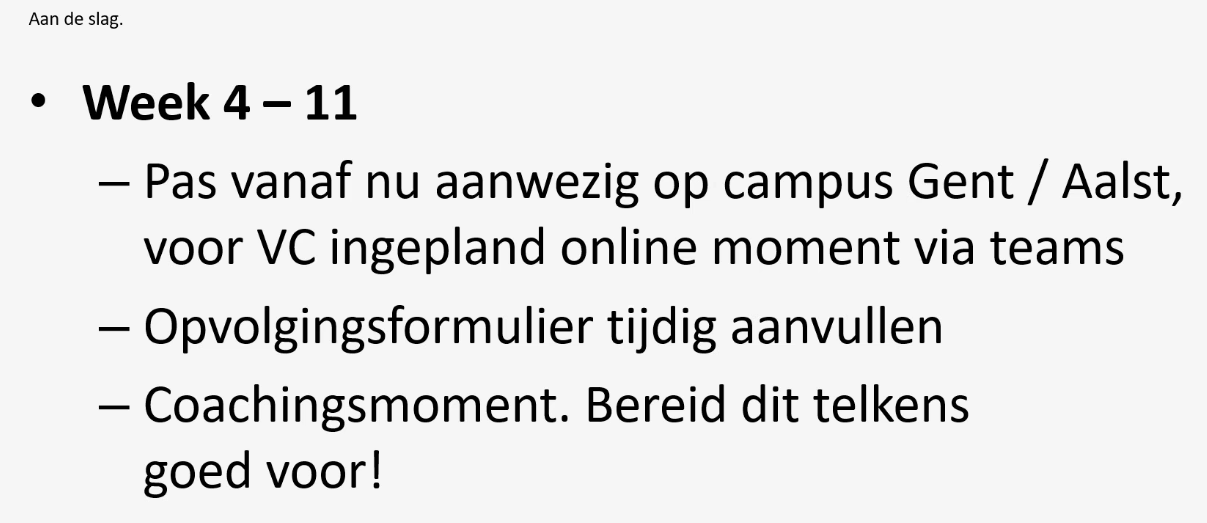 Aan de slag.
• Week 4 – 11
– Pas vanaf nu aanwezig op campus Gent / Aalst,
voor VC ingepland online moment via teams
– Opvolgingsformulier tijdig aanvullen
– Coachingsmoment. Bereid dit telkens
goed voor!